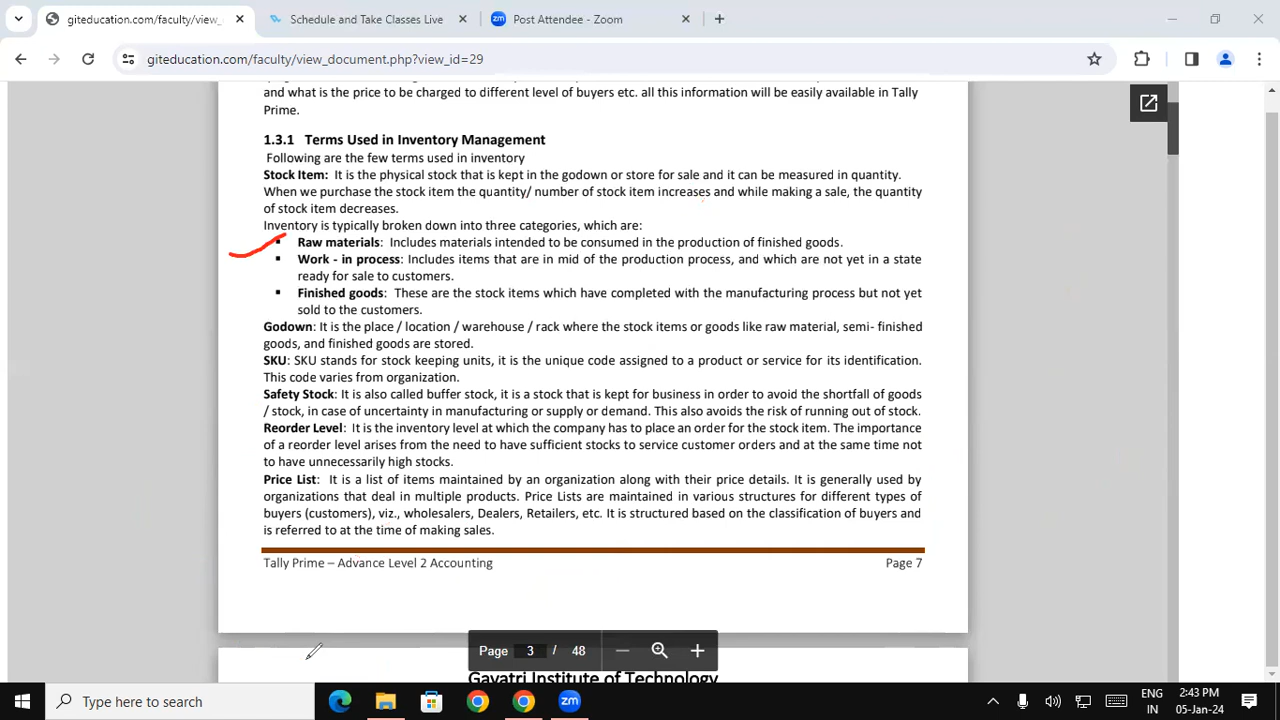 giteducation.com/faculty/view_
Schedule and Take Classes Live
zm Post Attendee - Zoom
giteducation.com/faculty/view_document.php?view_id=29
and what is the price to be charged to different level of buyers etc. all this information will be easily available in Tally
Prime.
1.3.1 Terms Used in Inventory Management
Following are the few terms used in inventory
Stock Item: It is the physical stock that is kept in the godown or store for sale and it can be measured in quantity.
When we purchase the stock item the quantity/ number of stock item increases and while making a sale, the quantity
of stock item decreases.
Inventory is typically broken down into three categories, which are:
▪ Raw materials: Includes materials intended to be consumed in the production of finished goods.
▪ Work - in process: Includes items that are in mid of the production process, and which are not yet in a state
ready for sale to customers.
▪ Finished goods: These are the stock items which have completed with the manufacturing process but not yet
sold to the customers.
Godown: It is the place / location / warehouse / rack where the stock items or goods like raw material, semi- finished
goods, and finished goods are stored.
SKU: SKU stands for stock keeping units, it is the unique code assigned to a product or service for its identification.
This code varies from organization.
Safety Stock: It is also called buffer stock, it is a stock that is kept for business in order to avoid the shortfall of goods
/ stock, in case of uncertainty in manufacturing or supply or demand. This also avoids the risk of running out of stock.
Reorder Level: It is the inventory level at which the company has to place an order for the stock item. The importance
of a reorder level arises from the need to have sufficient stocks to service customer orders and at the same time not
to have unnecessarily high stocks.
Price List: It is a list of items maintained by an organization along with their price details. It is generally used by
organizations that deal in multiple products. Price Lists are maintained in various structures for different types of
buyers (customers), viz., wholesalers, Dealers, Retailers, etc. It is structured based on the classification of buyers and
is referred to at the time of making sales.
Tally Prime – Advance Level 2 Accounting Page 7
Page 3 / 48
Gayatri Institute of Technology
Type here to search
zm
ENG
IN
2:43 PM
05-Jan-24